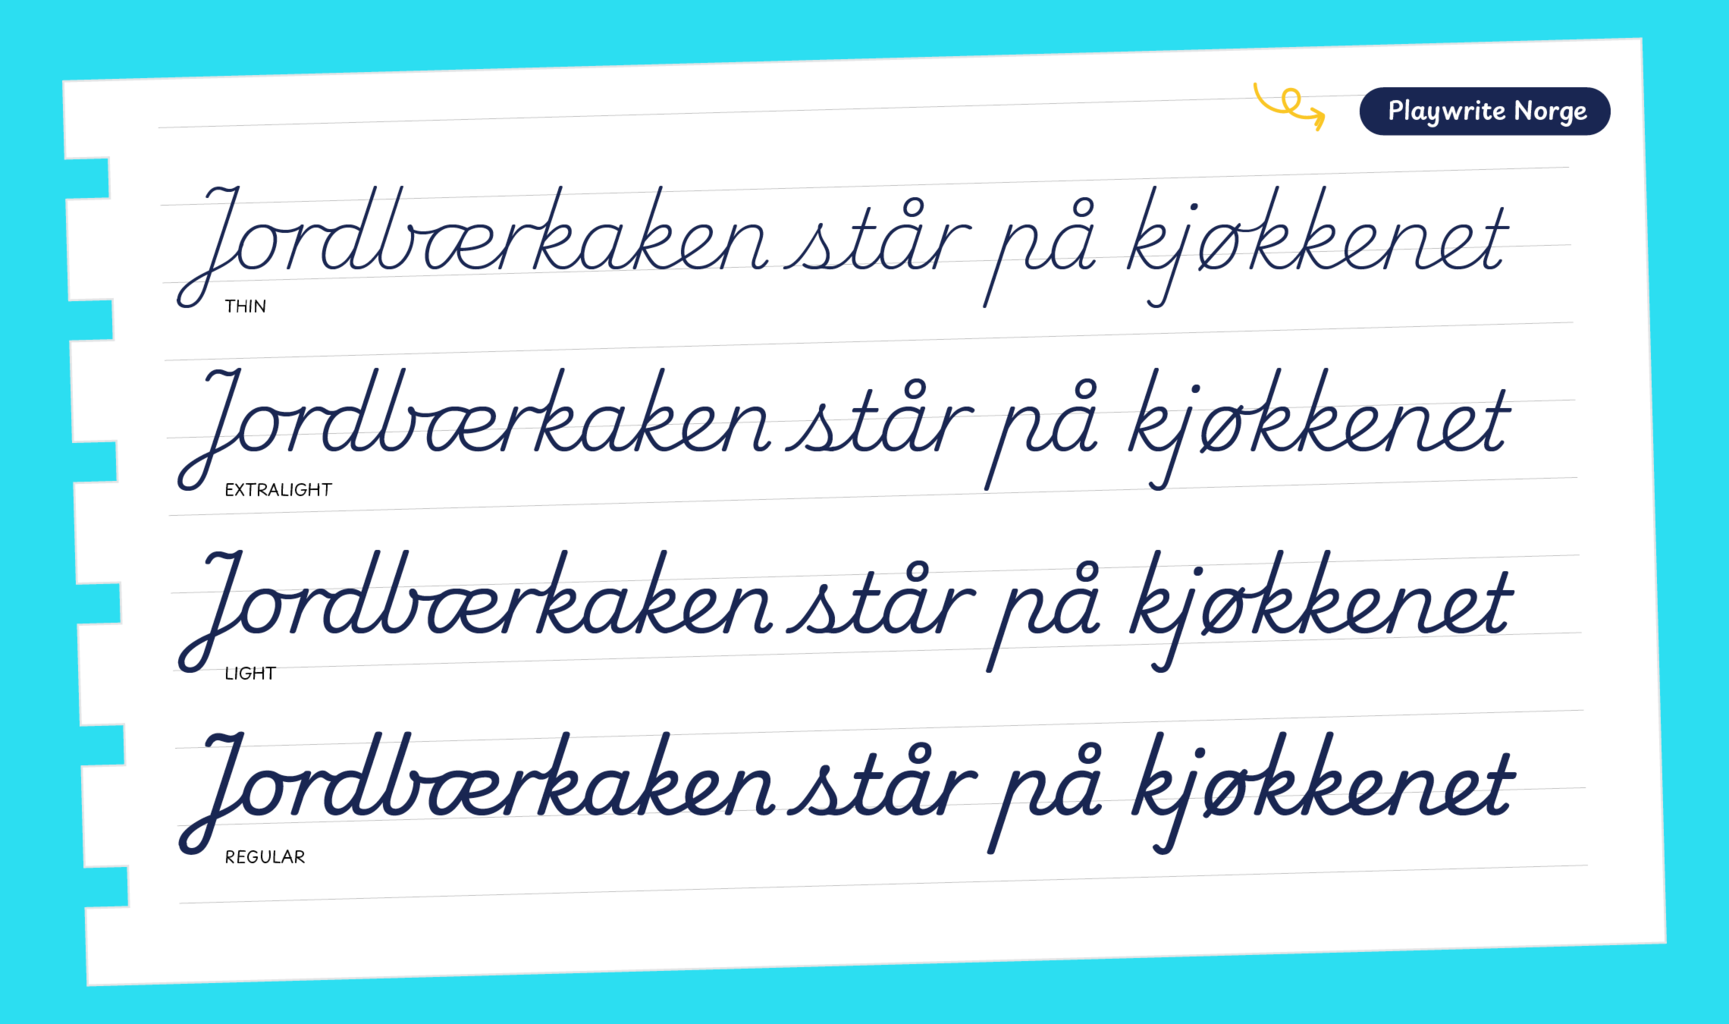 Playwrite Norge
Jordbærkaken står på kjøkkenet
THIN
Jordbærkaken står på kjøkkenet
EXTRALIGHT
Jordbærkaken står på kjøkkenet
LIGHT
Jordbærkaken står på kjøkkenet
REGULAR